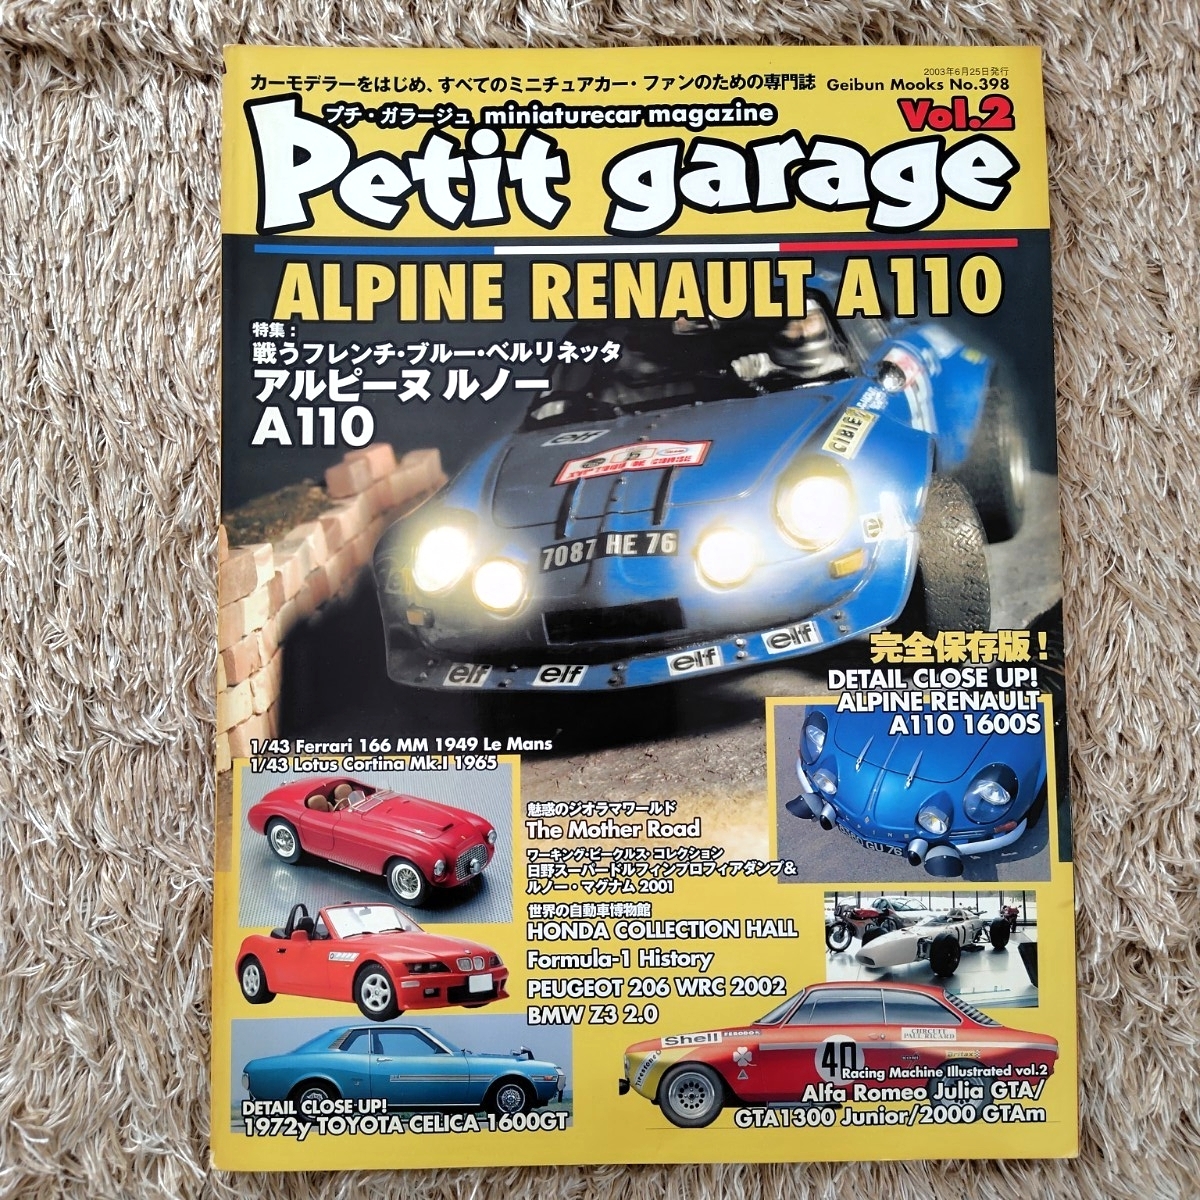 2003年6月25日発行
カーモデラーをはじめ、すべてのミニチュアカー・ファンのための専門誌 Geibun Mooks No.398
プチ・ガラージュ miniaturecar magazine Vol.2
Petit garage
ALPINE RENAULT A110
特集：
戦うフレンチ・ブルー・ベルリネッタ
アルピーヌ ルノー
A110
CIBIE
elf
TOUR DE CORSE
7087 HE 76
elf elf elf elf
完全保存版！
DETAIL CLOSE UP!
ALPINE RENAULT
A110 1600S
1/43 Ferrari 166 MM 1949 Le Mans
1/43 Lotus Cortina Mk.I 1965
魅惑のジオラマワールド
The Mother Road
ワーキング・ビークルス・コレクション
日野スーパードルフィンプロフィアダンプ&
ルノー・マグナム 2001
世界の自動車博物館
HONDA COLLECTION HALL
Formula-1 History
PEUGEOT 206 WRC 2002
BMW Z3 2.0
DETAIL CLOSE UP!
1972y TOYOTA CELICA 1600GT
Shell
CIRCUIT
PAUL RICARD
40
Racing Machine Illustrated vol.2
Alfa Romeo Julia GTA/
GTA1300 Junior/2000 GTAm